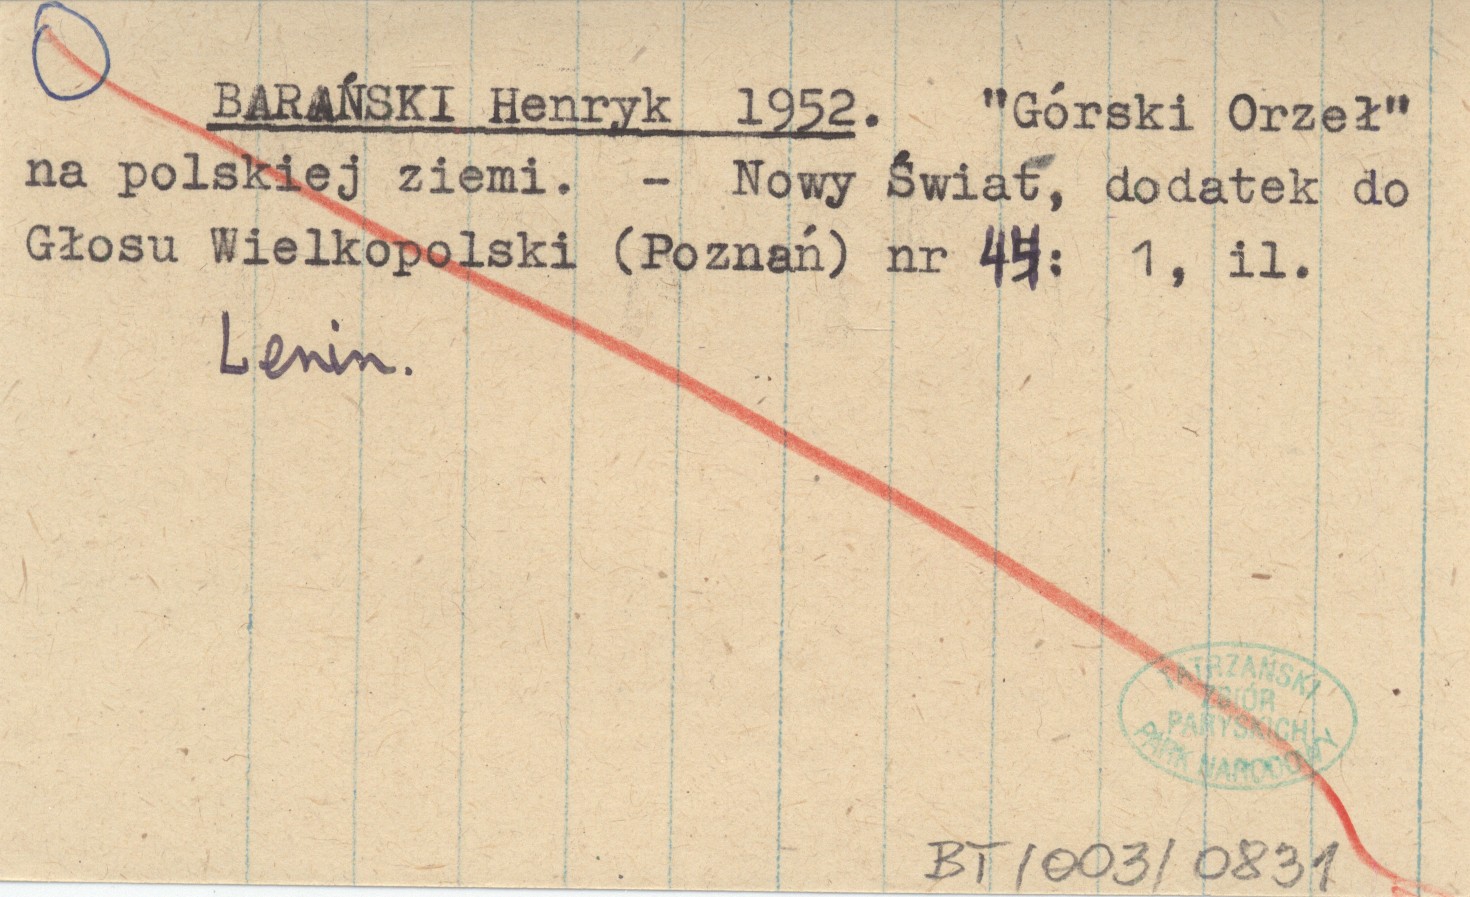 BARAŃSKI Henryk 1952. "Górski Orzeł"
na polskiej ziemi. - Nowy Świat, dodatek do
Głosu Wielkopolski (Poznań) nr : 1, il.
Lenin.
TATRZAŃSKI
ZBIÓR
PARYSKICH
PARK NARODOWY
BT/003/0831